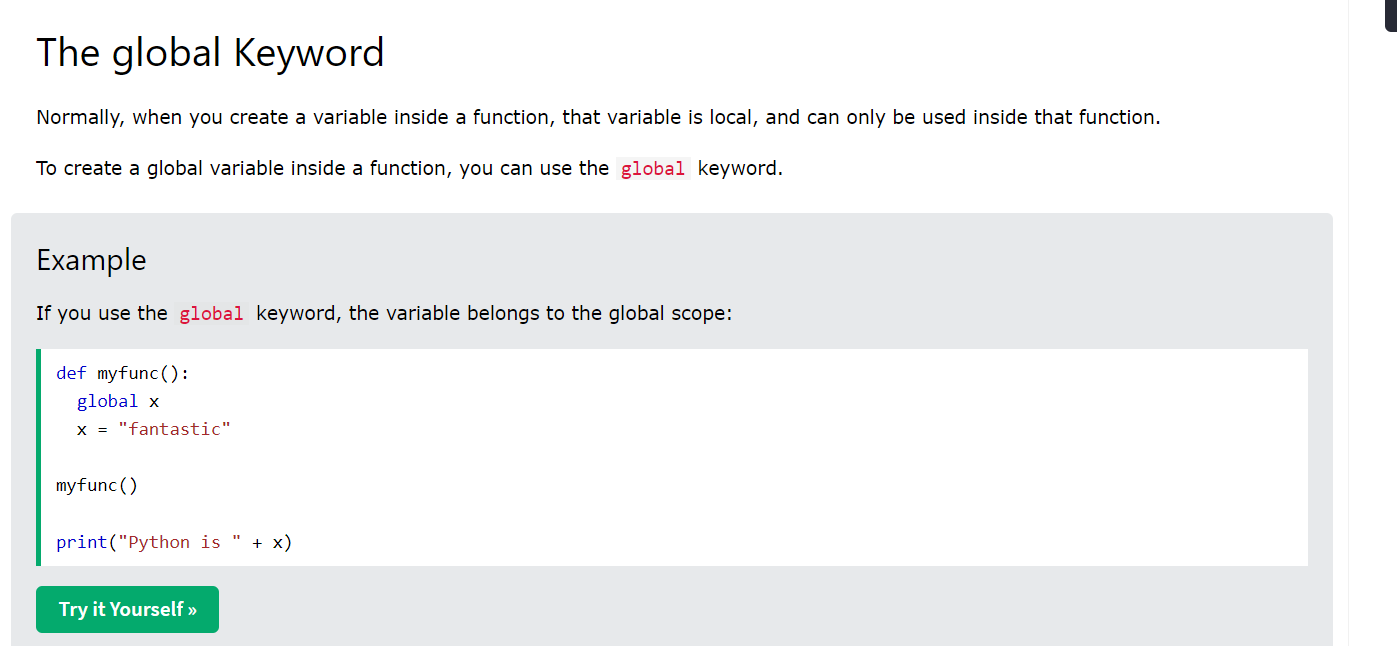 The global Keyword
Normally, when you create a variable inside a function, that variable is local, and can only be used inside that function.
To create a global variable inside a function, you can use the global keyword.
Example
If you use the global keyword, the variable belongs to the global scope:
def myfunc():
  global x
  x = "fantastic"
myfunc()
print("Python is " + x)
Try it Yourself »